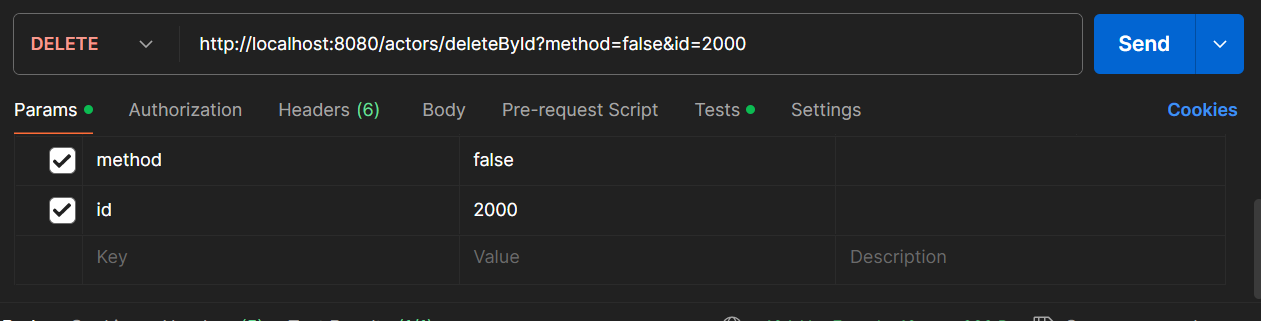 DELETE http://localhost:8080/actors/deleteById?method=false&id=2000 Send
Params Authorization Headers (6) Body Pre-request Script Tests Settings Cookies
method false
id 2000
Key Value Description